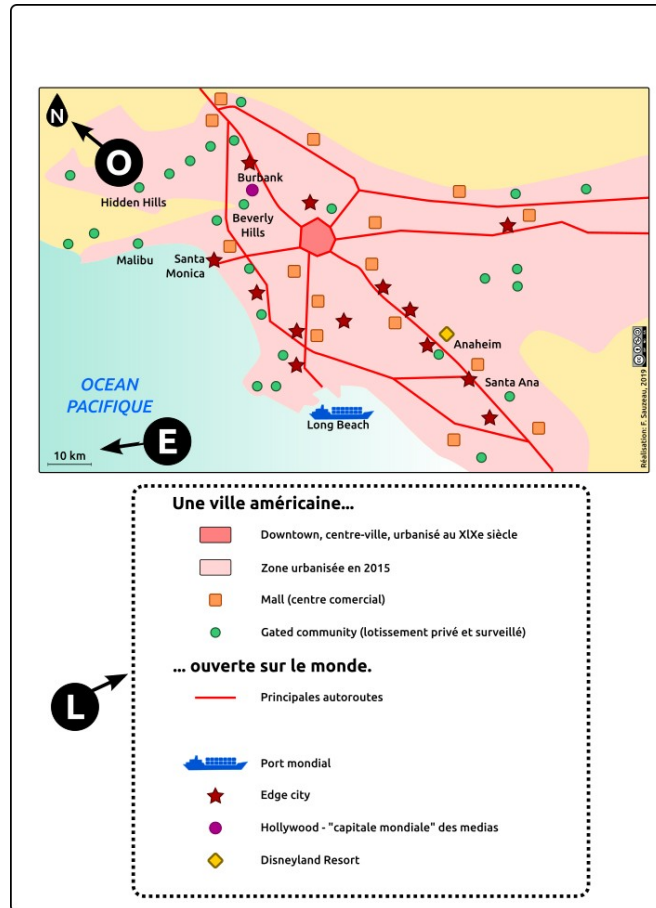 N
O
Burbank
Hidden Hills
Beverly
Hills
Malibu
Santa
Monica
Anaheim
Santa Ana
OCEAN
PACIFIQUE
Long Beach
E
10 km
Réalisation: F. Sauzeau, 2019
Une ville américaine...
Downtown, centre-ville, urbanisé au XIXe siècle
Zone urbanisée en 2015
Mall (centre comercial)
Gated community (lotissement privé et surveillé)
... ouverte sur le monde.
L
Principales autoroutes
Port mondial
Edge city
Hollywood - "capitale mondiale" des medias
Disneyland Resort